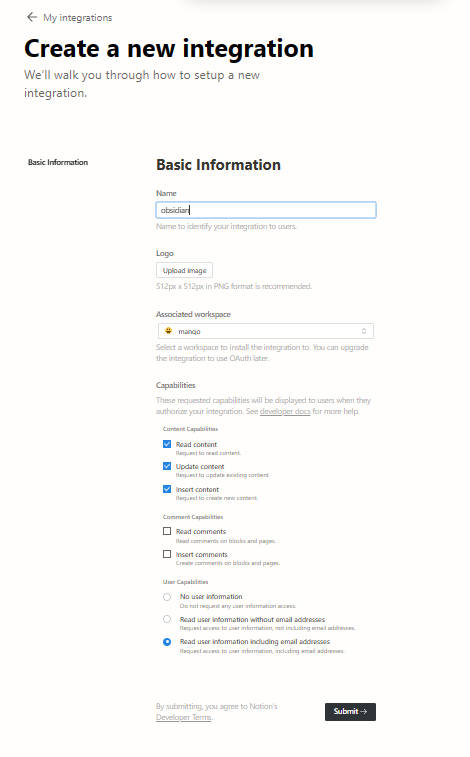 ← My integrations
Create a new integration
We'll walk you through how to setup a new
integration.
Basic Information
Basic Information
Name
obsidian
Name to identify your integration to users.
Logo
Upload image
512px x 512px in PNG format is recommended.
Associated workspace
😃 mango
Select a workspace to install the integration to. You can upgrade
the integration to use OAuth later.
Capabilities
These requested capabilities will be displayed to users when they
authorize your integration. See developer docs for more help.
Content Capabilities
Read content
Request to read content.
Update content
Request to update existing content.
Insert content
Request to create new content.
Comment Capabilities
Read comments
Read comments on blocks and pages.
Insert comments
Create comments on blocks and pages.
User Capabilities
No user information
Do not request any user information access.
Read user information without email addresses
Request access to user information, not including email addresses.
Read user information including email addresses
Request access to user information, including email addresses.
By submitting, you agree to Notion's
Developer Terms.
Submit →